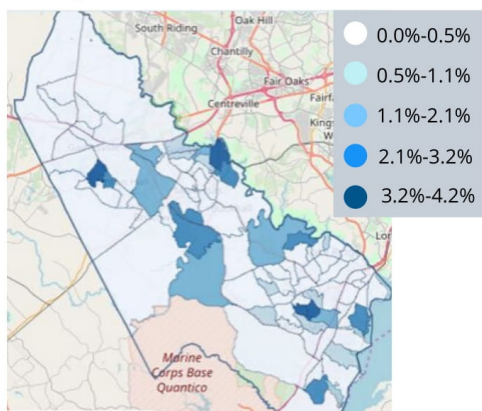 Oak Hill
South Riding
Chantilly
Fair Oaks
Centreville
Fairf
Kings
W
Lor
Marine
Corps Base
Quantico
0.0%-0.5%
0.5%-1.1%
1.1%-2.1%
2.1%-3.2%
3.2%-4.2%